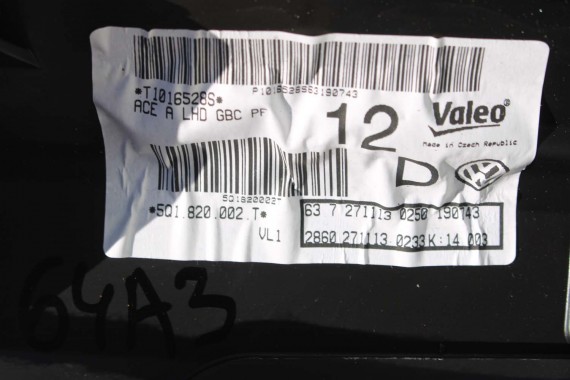 *T1016528S* P1016528S63190743
ACE A LHD GBC PF
12
Valeo®
Made in Czech Republic
D
5Q1820002-
*5Q1.820.002.T*
VL1
63 7 271113 0250 190743
2860 271113 0233 K:14.003
64A3